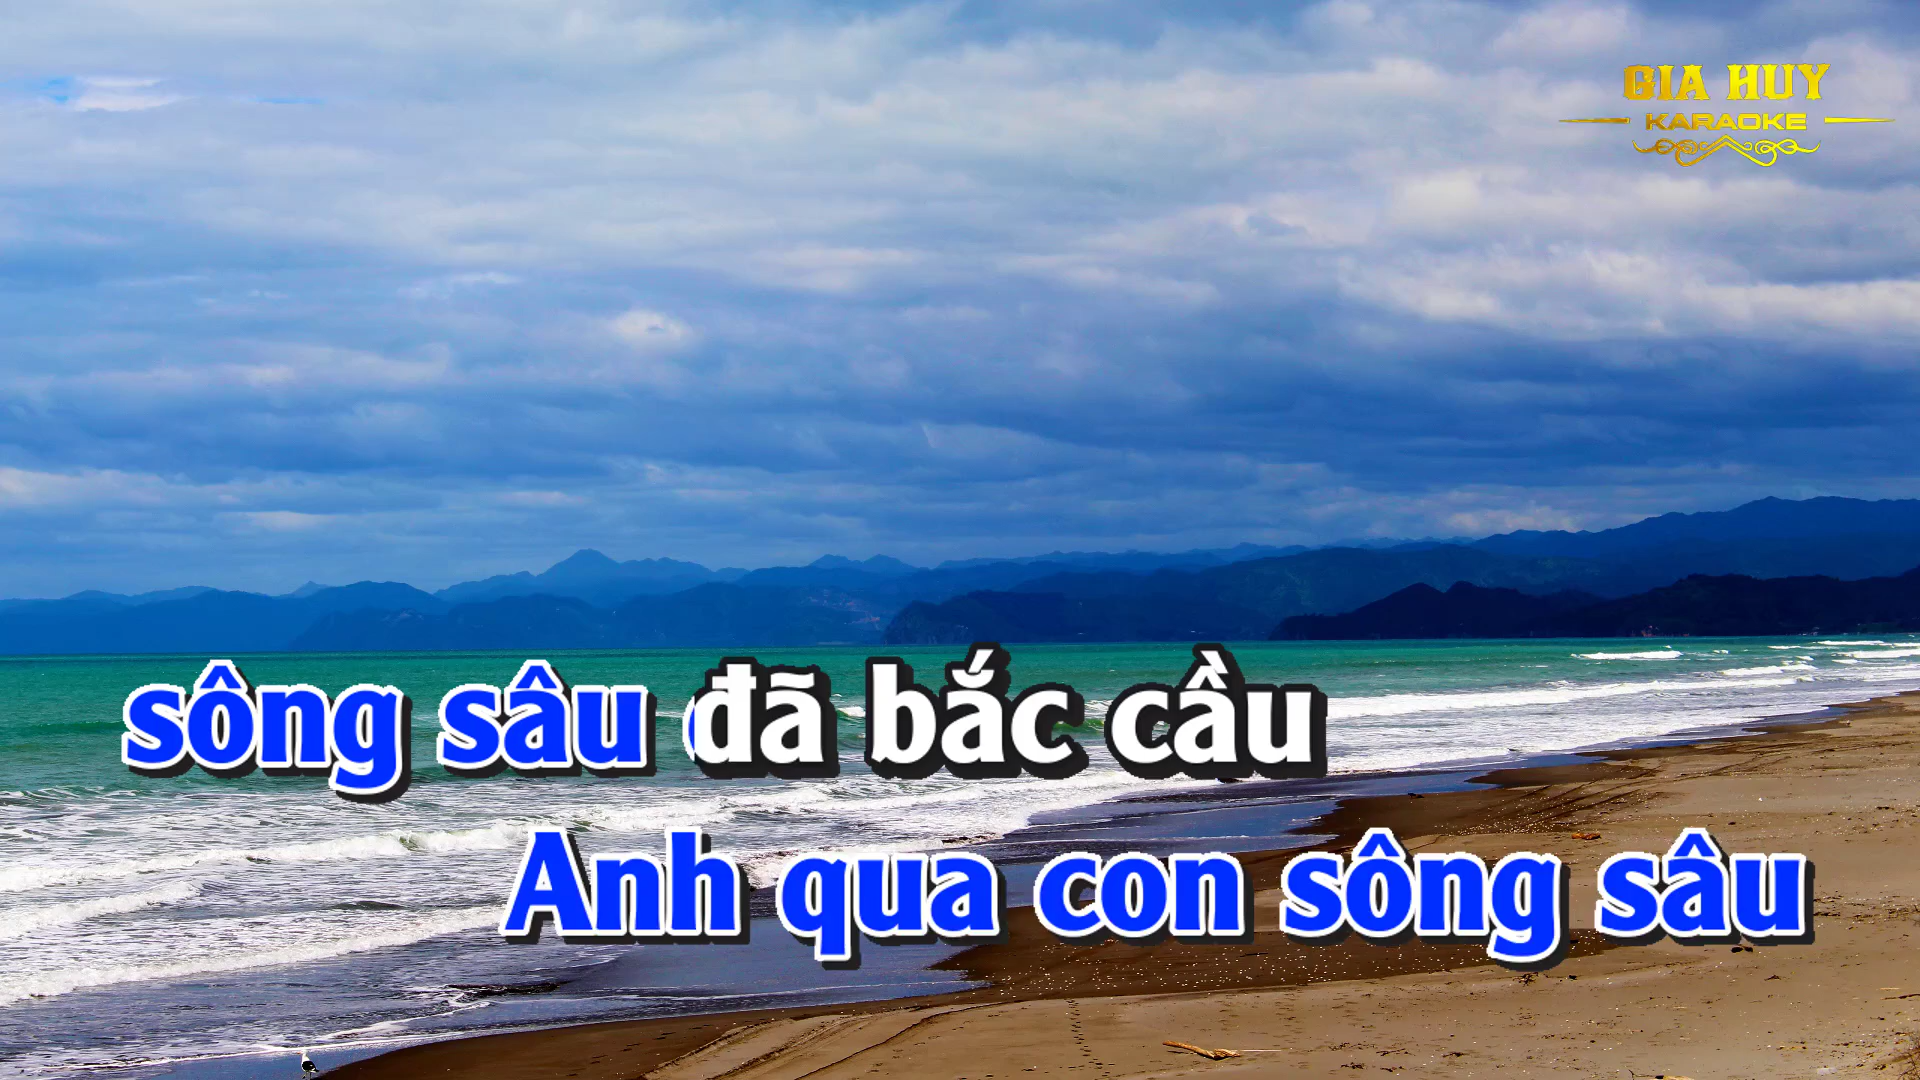 GIA HUY
KARAOKE
sông sâu đã bắc cầu
Anh qua con sông sâu